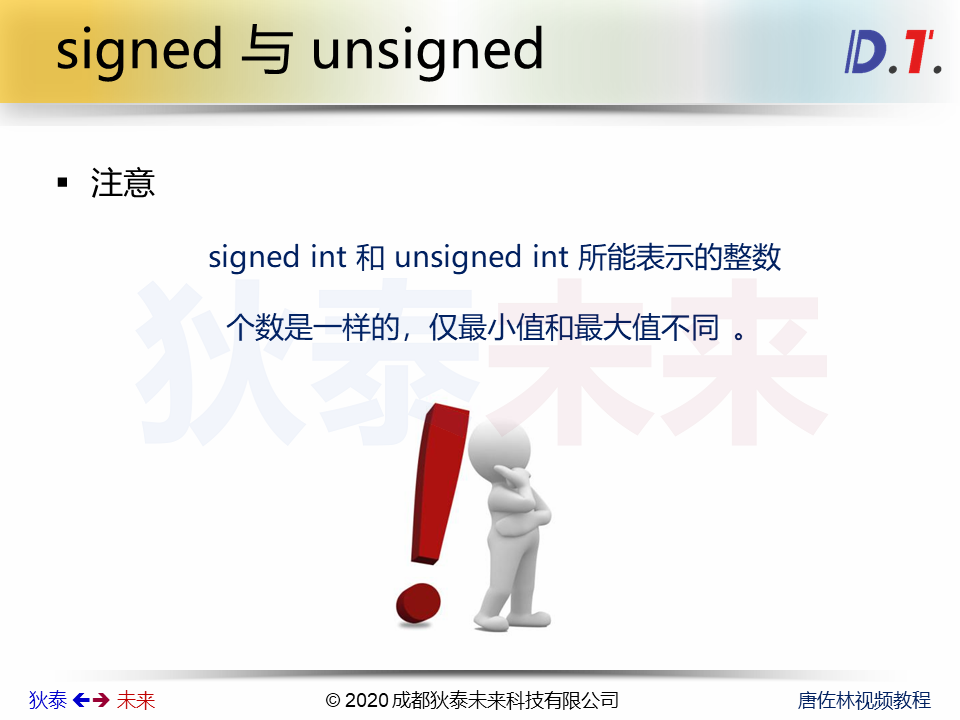 signed 与 unsigned
D.T.
▪ 注意
signed int 和 unsigned int 所能表示的整数
个数是一样的，仅最小值和最大值不同 。
狄泰未来
狄泰 🡸🡺 未来
© 2020 成都狄泰未来科技有限公司
唐佐林视频教程